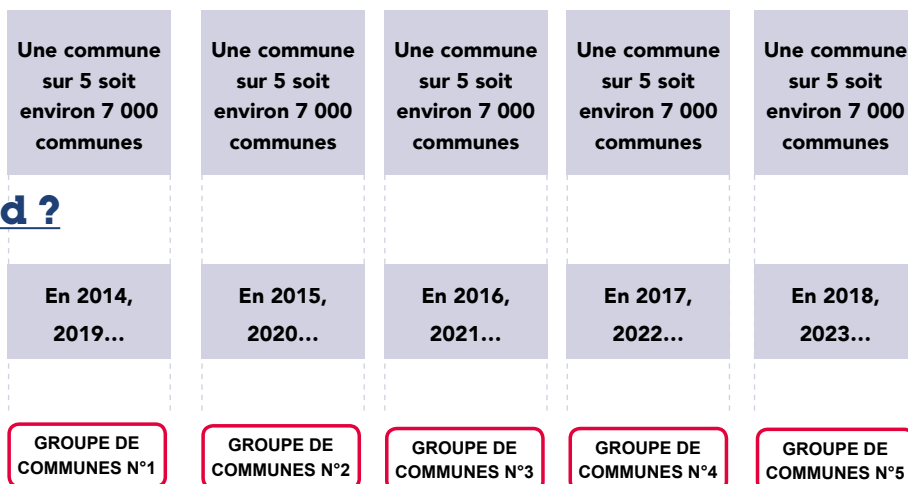 Une commune
sur 5 soit
environ 7 000
communes
Une commune
sur 5 soit
environ 7 000
communes
Une commune
sur 5 soit
environ 7 000
communes
Une commune
sur 5 soit
environ 7 000
communes
Une commune
sur 5 soit
environ 7 000
communes
d ?
En 2014,
2019...
En 2015,
2020...
En 2016,
2021...
En 2017,
2022...
En 2018,
2023...
GROUPE DE
COMMUNES N°1
GROUPE DE
COMMUNES N°2
GROUPE DE
COMMUNES N°3
GROUPE DE
COMMUNES N°4
GROUPE DE
COMMUNES N°5